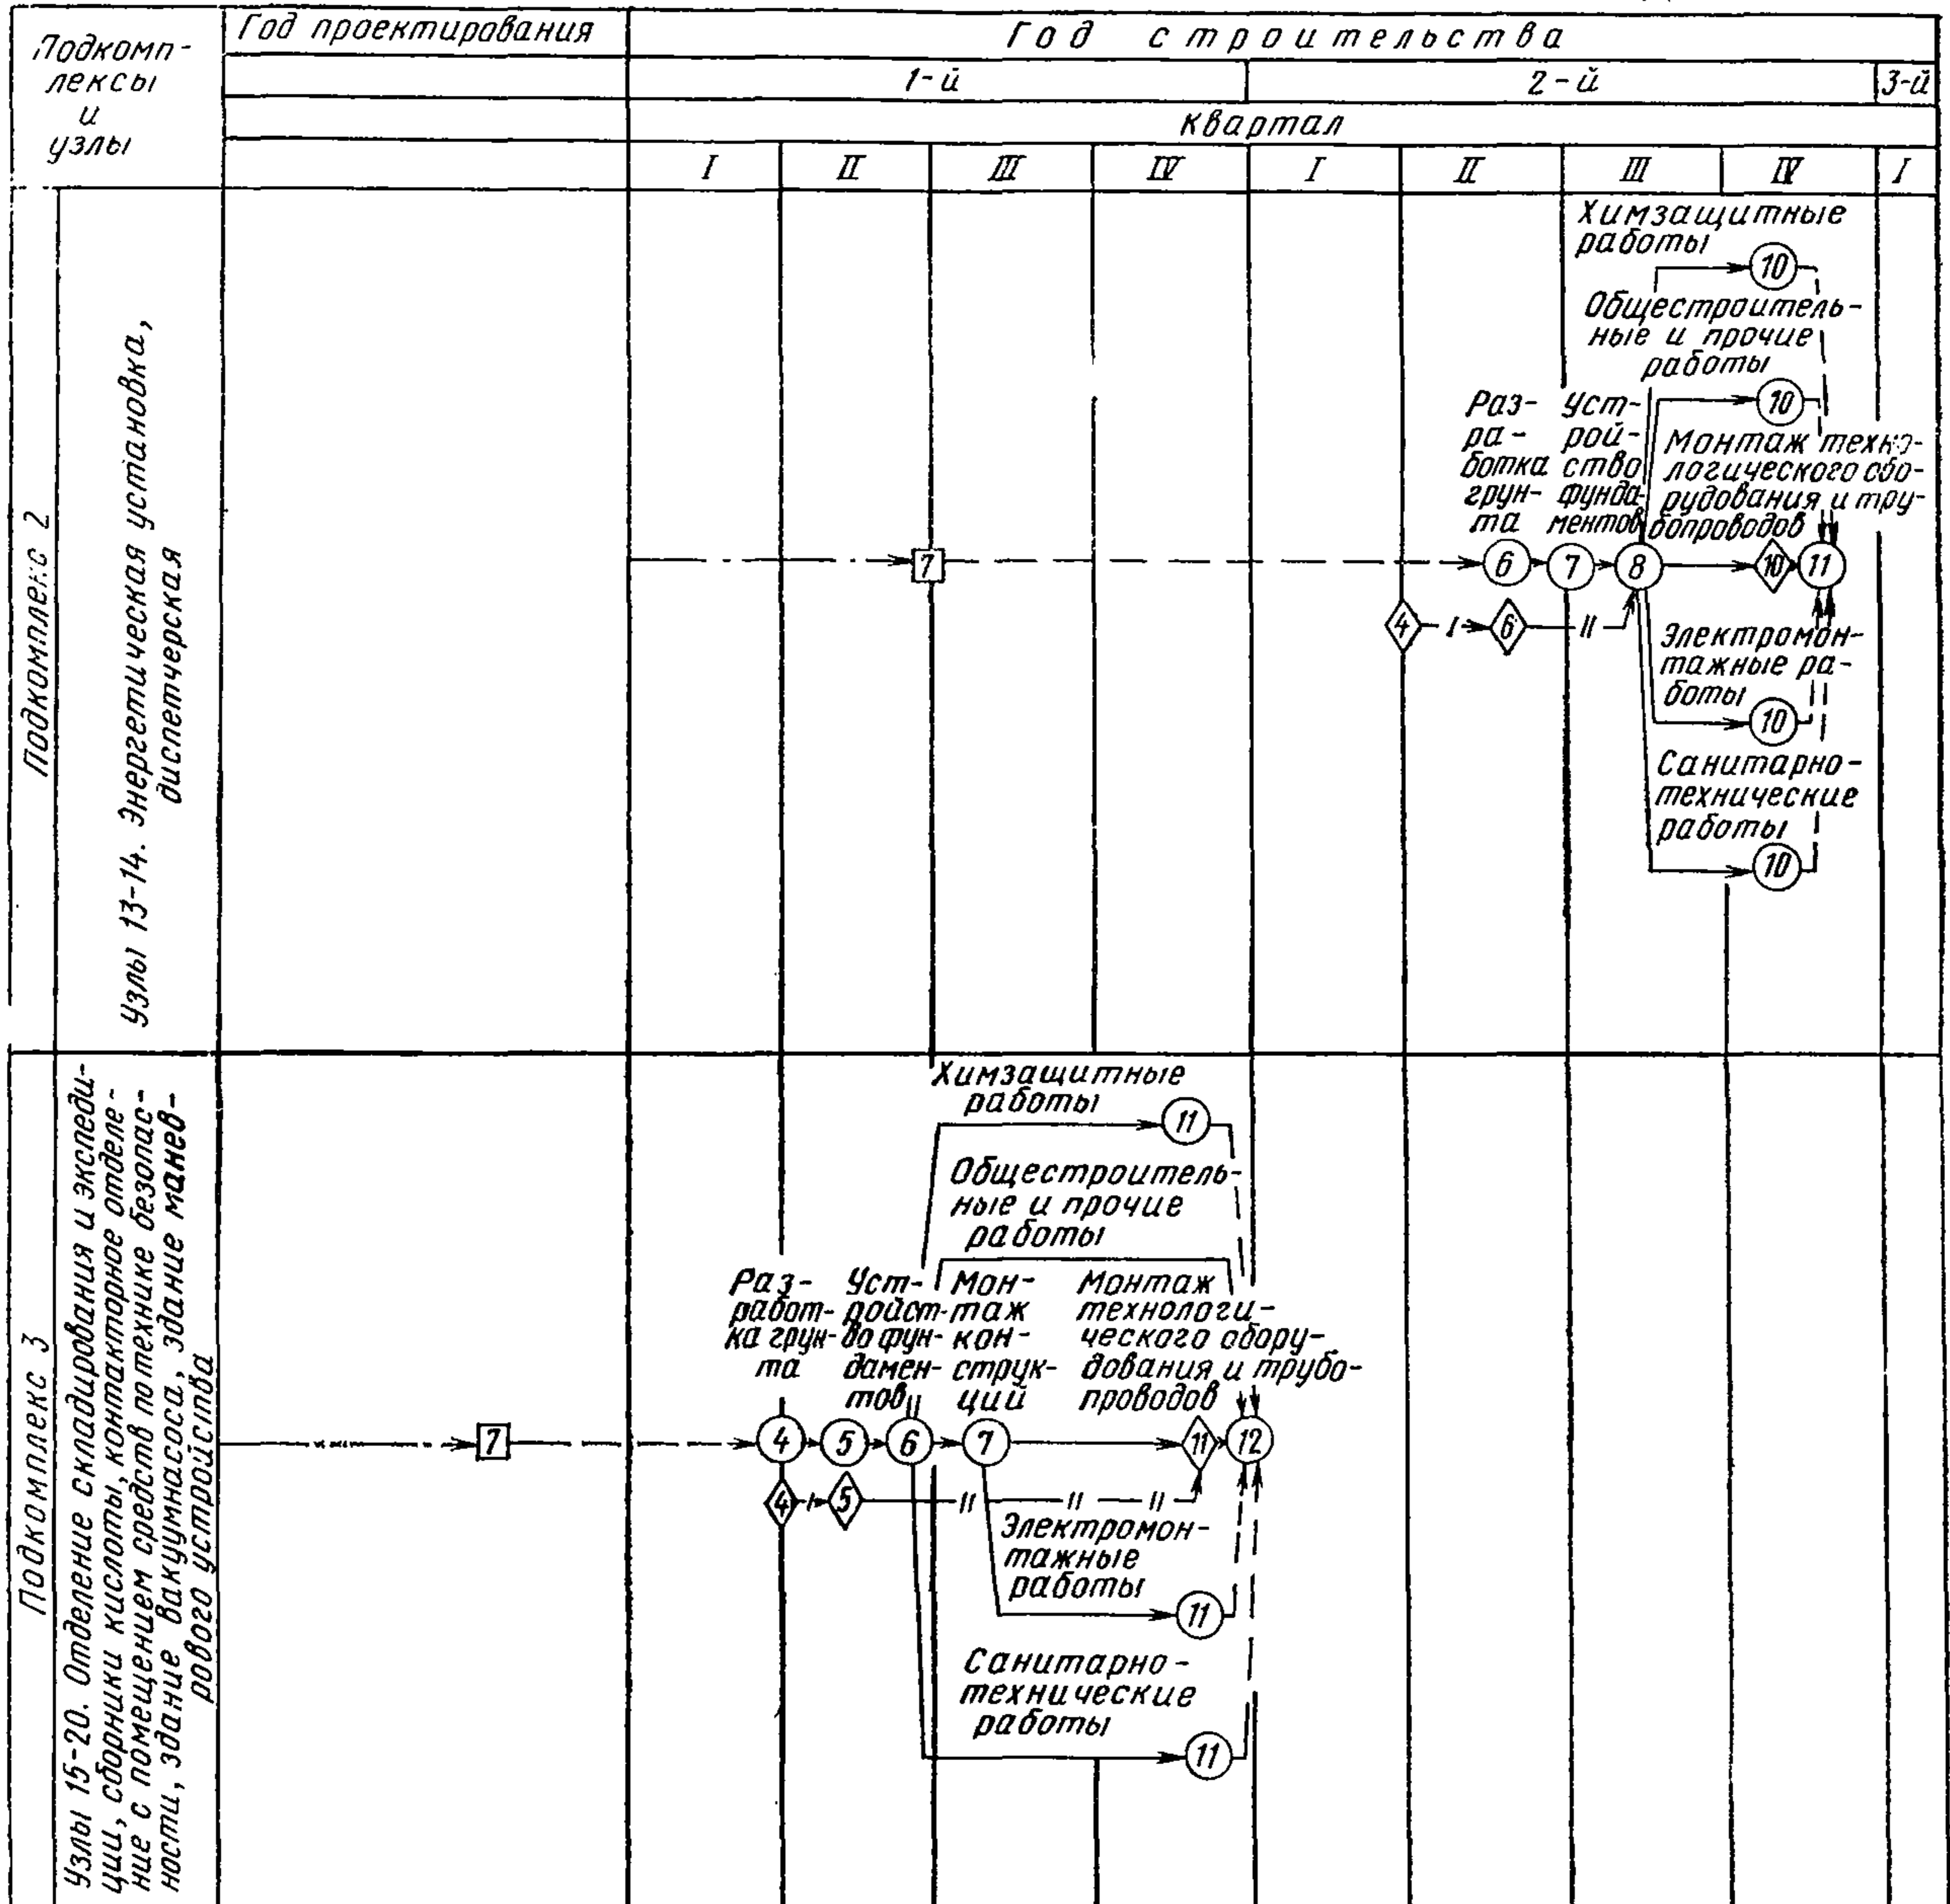 Подкомп-
лексы
и
узлы
Год проектирования
Год строительства
1-й
2-й
3-й
Квартал
I
II
III
IV
I
II
III
IV
I
Подкомплекс 2
Узлы 13-14. Энергетическая установка,
диспетчерская
Химзащитные
работы
10
Общестроитель-
ные и прочие
работы
10
Раз-
ра-
ботка
грун-
та
Уст-
рой-
ство
фунда-
ментов
Монтаж техно-
логического обо-
рудования и тру-
бопроводов
7
6
7
8
10
11
4
I
6
II
Электромон-
тажные ра-
боты
10
Санитарно-
технические
работы
10
Подкомплекс 3
Узлы 15-20. Отделение складирования и экспеди-
ции, сборники кислоты, контакторное отделе-
ние с помещением средств по технике безопас-
ности, здание вакуумнасоса, здание манев-
рового устройства
Химзащитные
работы
11
Общестроитель-
ные и прочие
работы
Раз-
работ-
ка грун-
та
Уст-
ройст-
во фун-
дамен-
тов
Мон-
таж
кон-
струк-
ций
Монтаж
технологи-
ческого обору-
дования и трубо-
проводов
7
4
5
6
7
11
12
4
I
5
II
II
II
Электромон-
тажные
работы
11
Санитарно-
технические
работы
11